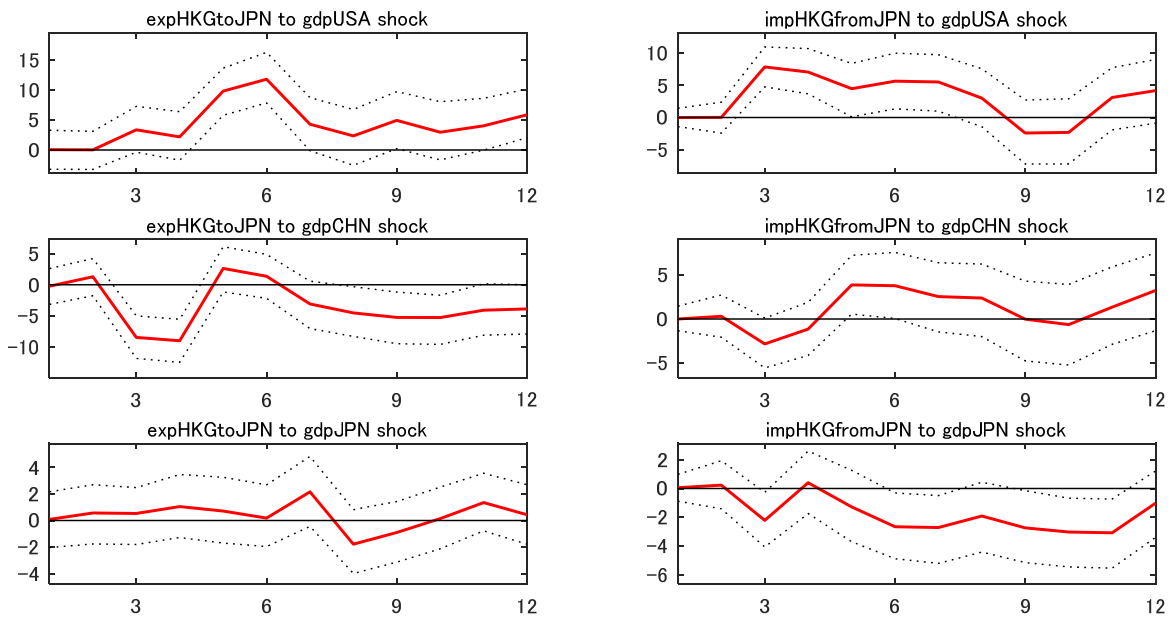 expHKGtoJPN to gdpUSA shock
15
10
5
0
3 6 9 12
impHKGfromJPN to gdpUSA shock
10
5
0
−5
3 6 9 12
expHKGtoJPN to gdpCHN shock
5
0
−5
−10
3 6 9 12
impHKGfromJPN to gdpCHN shock
5
0
−5
3 6 9 12
expHKGtoJPN to gdpJPN shock
4
2
0
−2
−4
3 6 9 12
impHKGfromJPN to gdpJPN shock
2
0
−2
−4
−6
3 6 9 12